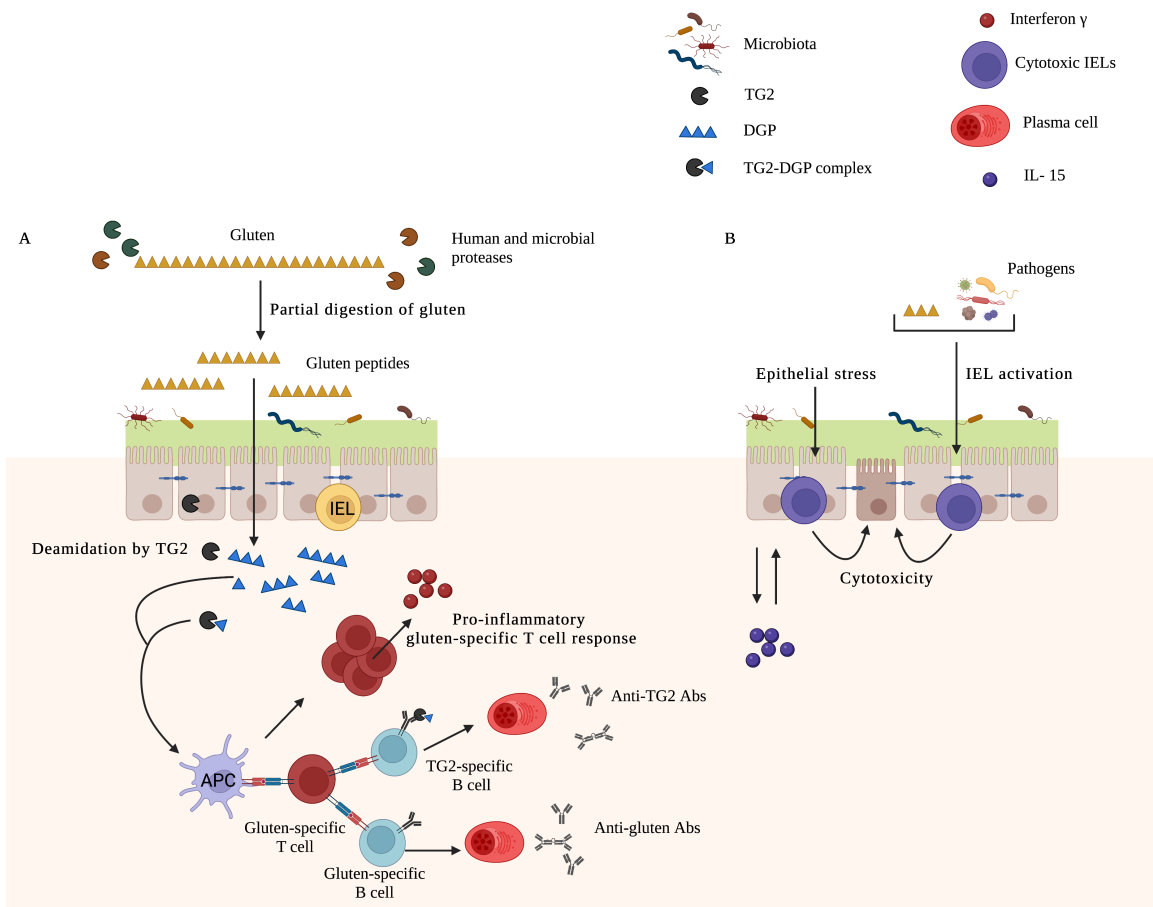 Microbiota
TG2
DGP
TG2-DGP complex
Interferon γ
Cytotoxic IELs
Plasma cell
IL- 15
A
Gluten
Human and microbial
proteases
Partial digestion of gluten
Gluten peptides
IEL
Deamidation by TG2
Pro-inflammatory
gluten-specific T cell response
Anti-TG2 Abs
TG2-specific
B cell
APC
Gluten-specific
T cell
Anti-gluten Abs
Gluten-specific
B cell
B
Pathogens
Epithelial stress
IEL activation
Cytotoxicity